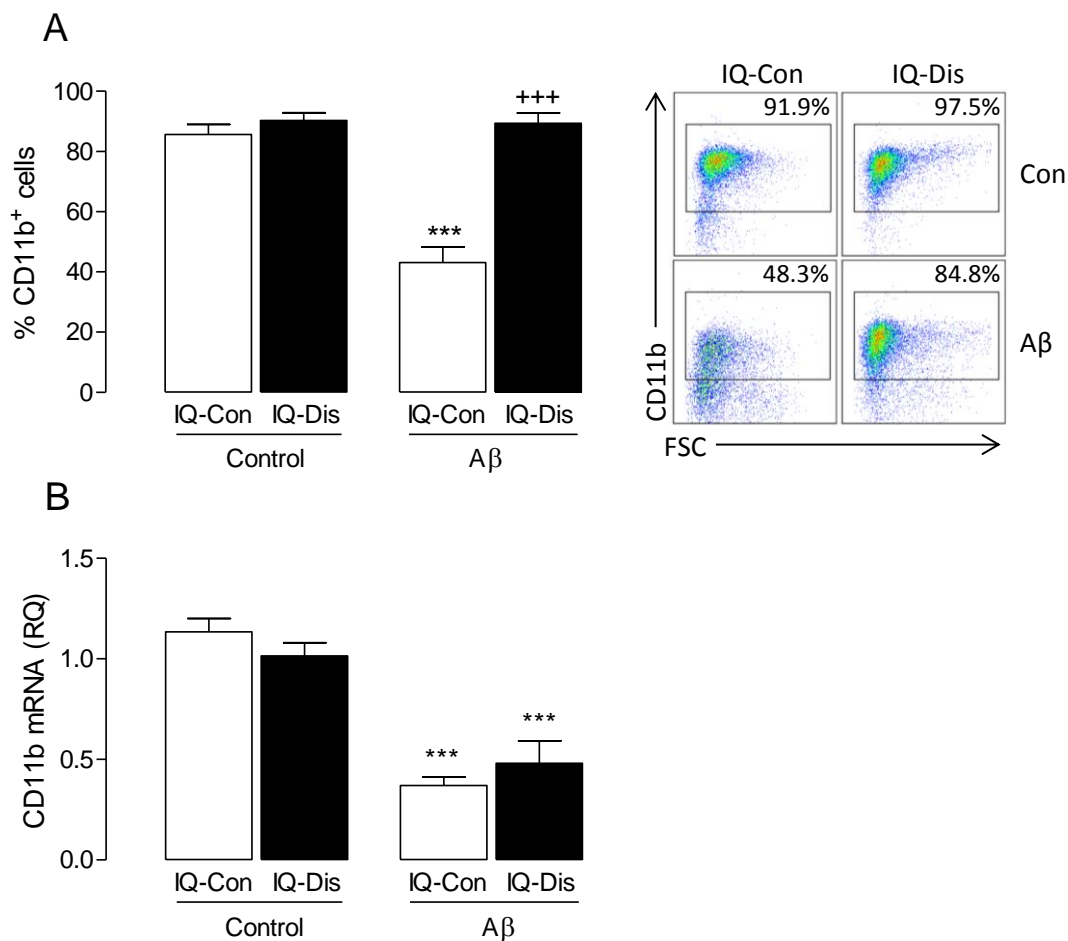 A
% CD11b+ cells
100
80
60
40
20
0
***
+++
IQ-Con IQ-Dis IQ-Con IQ-Dis
Control Aβ
IQ-Con IQ-Dis
91.9% 97.5%
Con
48.3% 84.8%
Aβ
CD11b
FSC
B
CD11b mRNA (RQ)
1.5
1.0
0.5
0.0
***
***
IQ-Con IQ-Dis IQ-Con IQ-Dis
Control Aβ